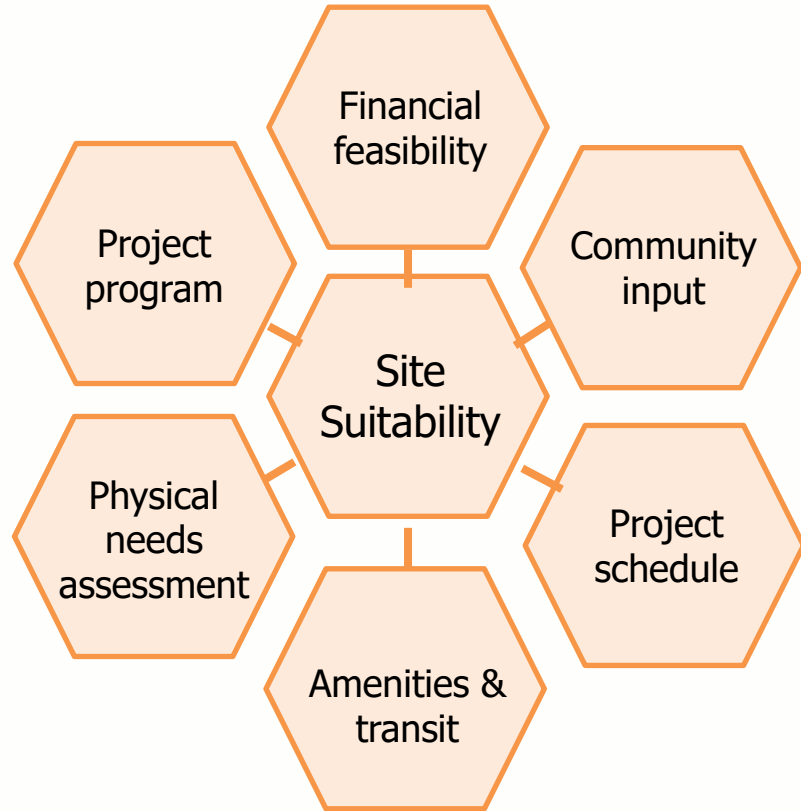 Financial
feasibility
Project
program
Community
input
Site
Suitability
Physical
needs
assessment
Project
schedule
Amenities &
transit